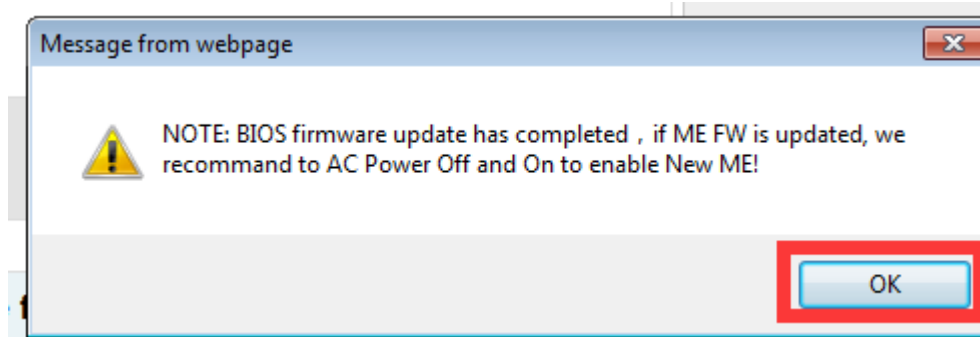 Message from webpage
NOTE: BIOS firmware update has completed , if ME FW is updated, we
recommand to AC Power Off and On to enable New ME!
OK